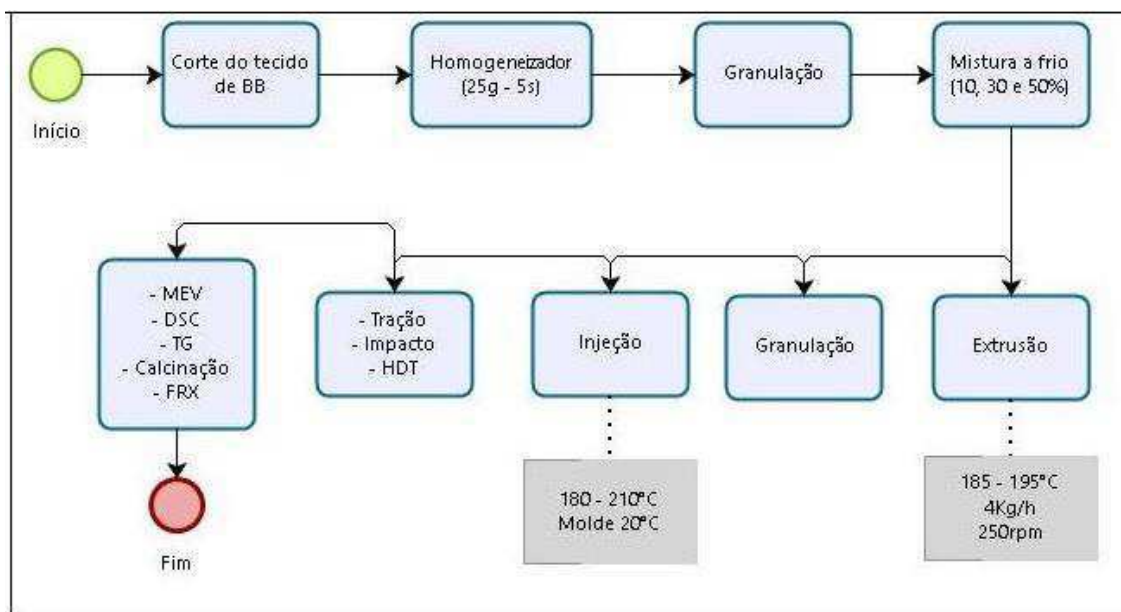 Início
Corte do tecido
de BB
Homogeneizador
(25g - 5s)
Granulação
Mistura a frio
(10, 30 e 50%)
- MEV
- DSC
- TG
- Calcinação
- FRX
- Tração
- Impacto
- HDT
Injeção
Granulação
Extrusão
180 - 210°C
Molde 20°C
185 - 195°C
4Kg/h
250rpm
Fim